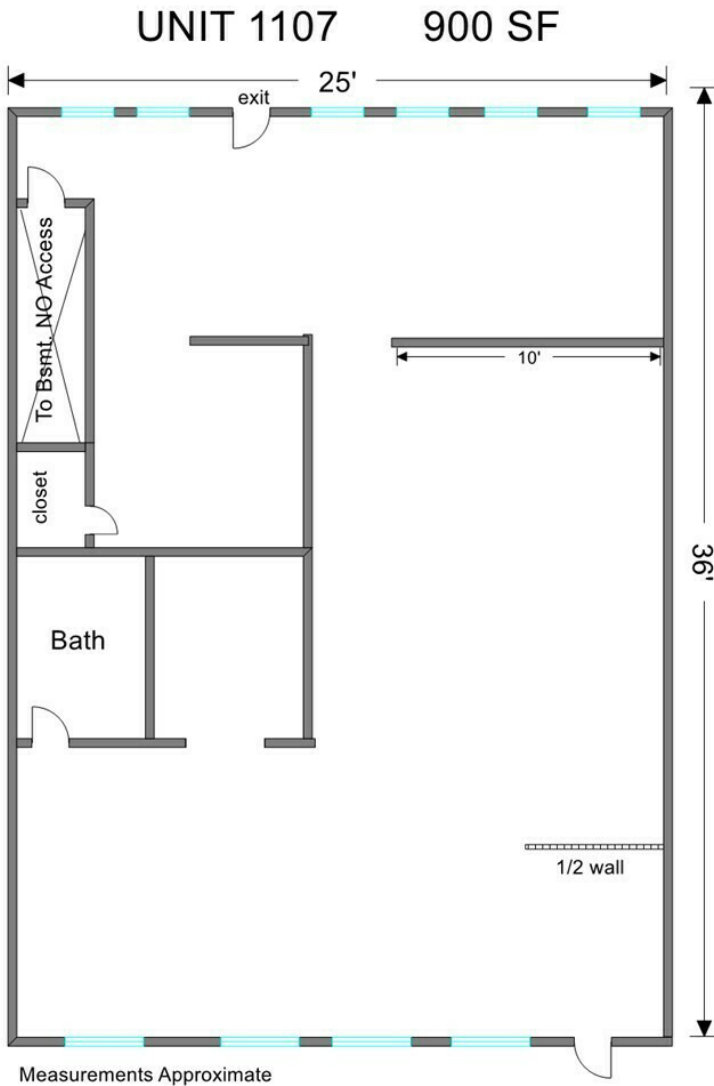 UNIT 1107 900 SF
25'
exit
To Bsmt. NO Access
10'
closet
36'
Bath
1/2 wall
Measurements Approximate